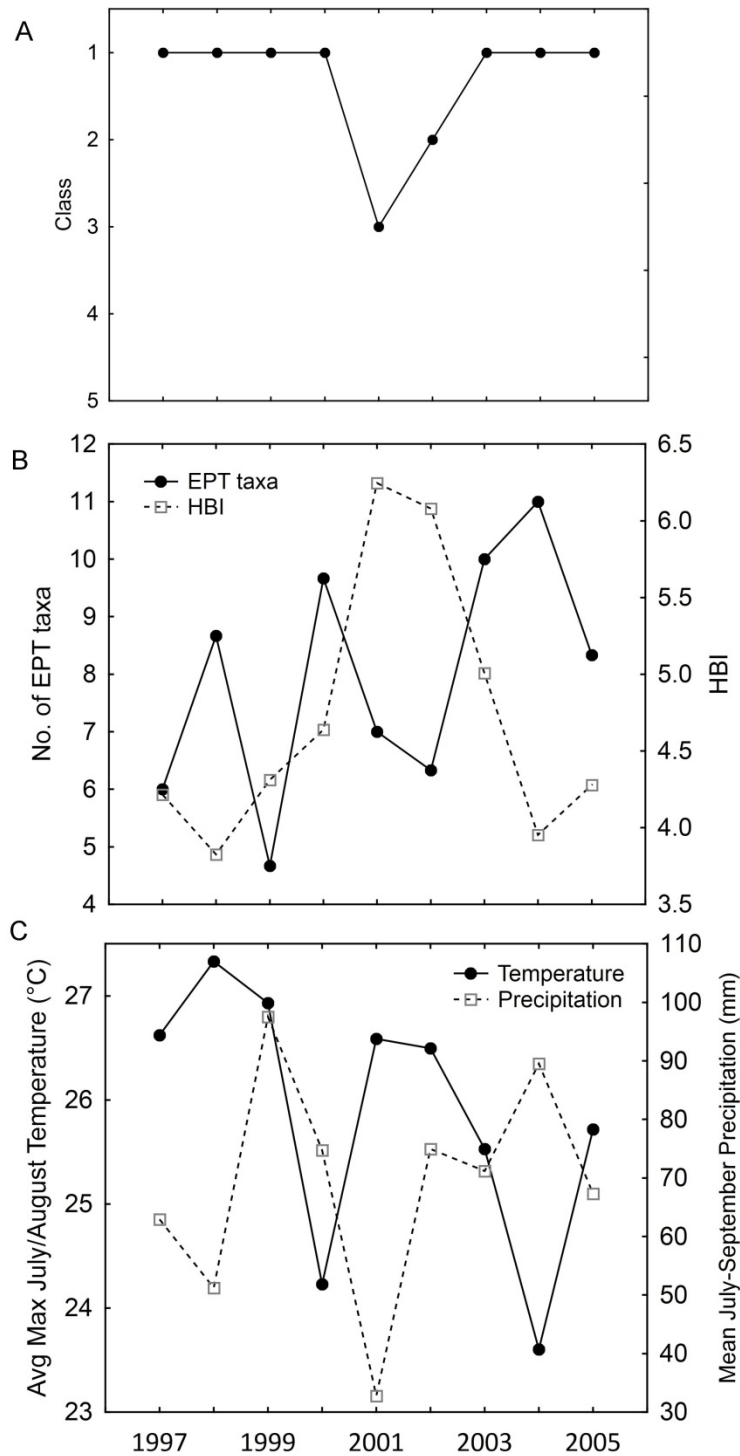 A
1
2
3
4
5
Class
B
12
11
10
9
8
7
6
5
4
No. of EPT taxa
EPT taxa
HBI
6.5
6.0
5.5
5.0
4.5
4.0
3.5
HBI
C
27
26
25
24
23
Avg Max July/August Temperature (°C)
Temperature
Precipitation
110
100
90
80
70
60
50
40
30
Mean July-September Precipitation (mm)
1997 1999 2001 2003 2005